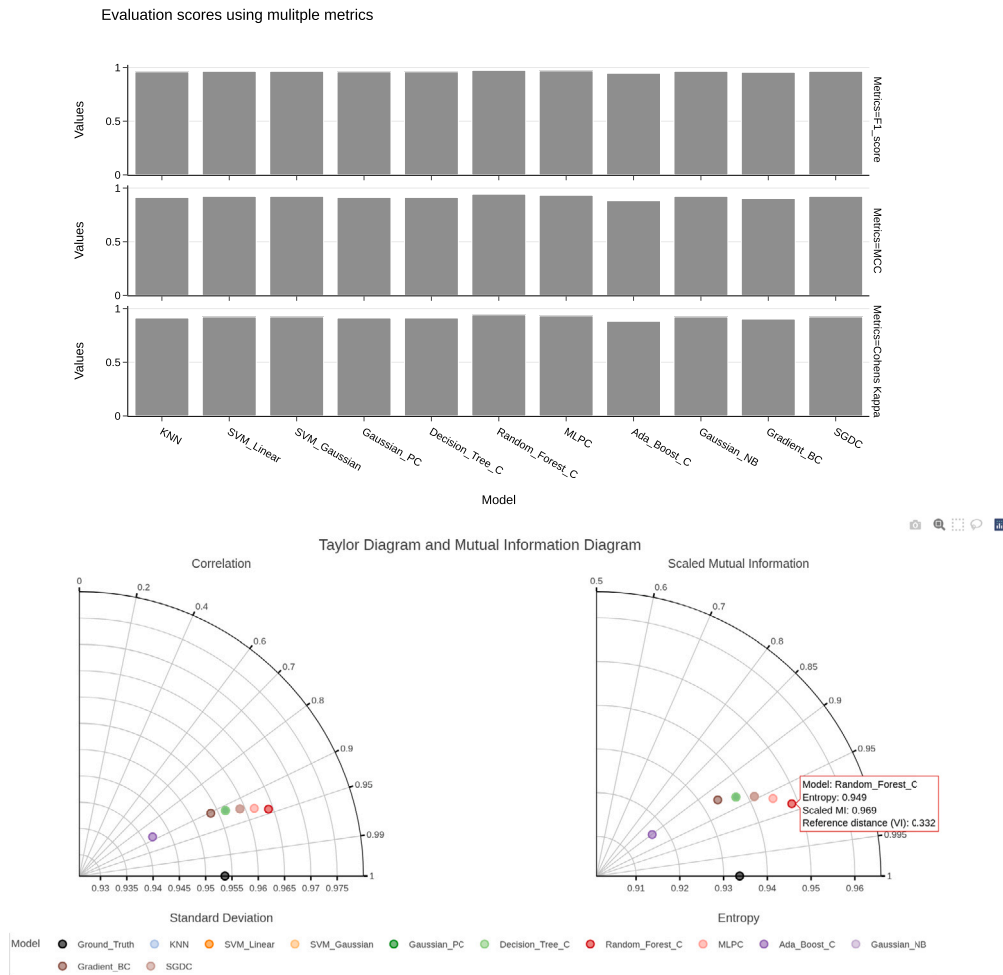 Evaluation scores using mulitple metrics
1
0.5
0
Values
Metrics=F1_score
1
0.5
0
Values
Metrics=MCC
1
0.5
0
Values
Metrics=Cohens Kappa
KNN
SVM_Linear
SVM_Gaussian
Gaussian_PC
Decision_Tree_C
Random_Forest_C
MLPC
Ada_Boost_C
Gaussian_NB
Gradient_BC
SGDC
Model
Taylor Diagram and Mutual Information Diagram
Correlation
0
0.2
0.4
0.6
0.7
0.8
0.9
0.95
0.99
1
0.93 0.935 0.94 0.945 0.95 0.955 0.96 0.965 0.97 0.975
Standard Deviation
Scaled Mutual Information
0.5
0.6
0.7
0.8
0.85
0.9
0.95
Model: Random_Forest_C
Entropy: 0.949
Scaled MI: 0.969
Reference distance (VI): 0.332
0.995
1
0.91 0.92 0.93 0.94 0.95 0.96
Entropy
Model Ground_Truth KNN SVM_Linear SVM_Gaussian Gaussian_PC Decision_Tree_C Random_Forest_C MLPC Ada_Boost_C Gaussian_NB
Gradient_BC SGDC